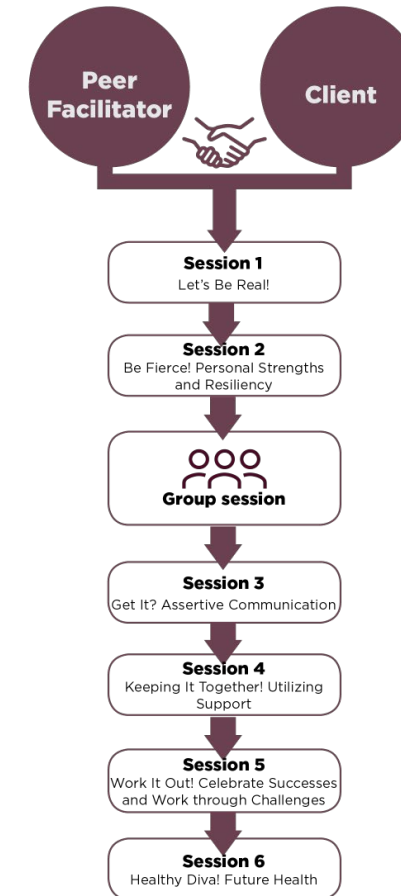 Peer
Facilitator
Client
Session 1
Let's Be Real!
Session 2
Be Fierce! Personal Strengths
and Resiliency
Group session
Session 3
Get It? Assertive Communication
Session 4
Keeping It Together! Utilizing
Support
Session 5
Work It Out! Celebrate Successes
and Work through Challenges
Session 6
Healthy Diva! Future Health